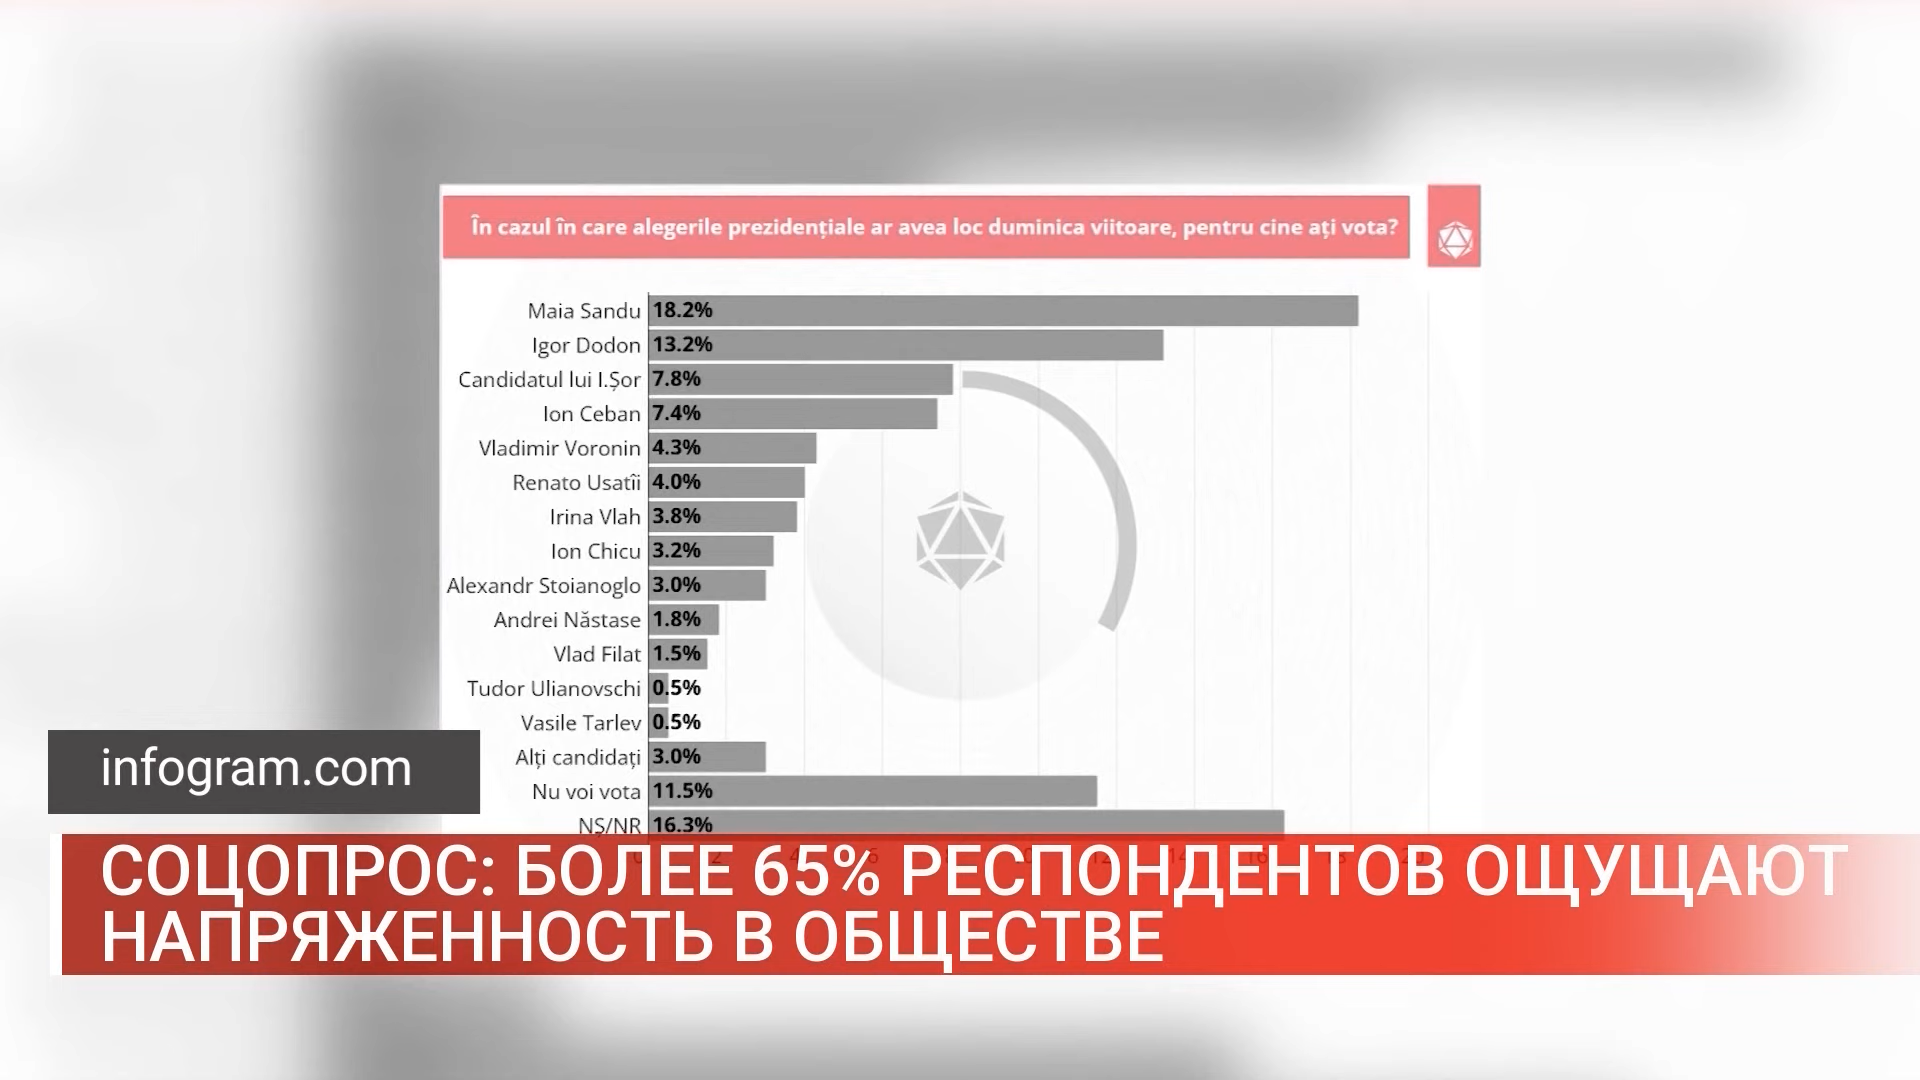 În cazul în care alegerile prezidențiale ar avea loc duminica viitoare, pentru cine ați vota?
Maia Sandu 18.2%
Igor Dodon 13.2%
Candidatul lui I.Șor 7.8%
Ion Ceban 7.4%
Vladimir Voronin 4.3%
Renato Usatîi 4.0%
Irina Vlah 3.8%
Ion Chicu 3.2%
Alexandr Stoianoglo 3.0%
Andrei Năstase 1.8%
Vlad Filat 1.5%
Tudor Ulianovschi 0.5%
Vasile Tarlev 0.5%
Alți candidați 3.0%
Nu voi vota 11.5%
NȘ/NR 16.3%
infogram.com
СОЦОПРОС: БОЛЕЕ 65% РЕСПОНДЕНТОВ ОЩУЩАЮТ
НАПРЯЖЕННОСТЬ В ОБЩЕСТВЕ